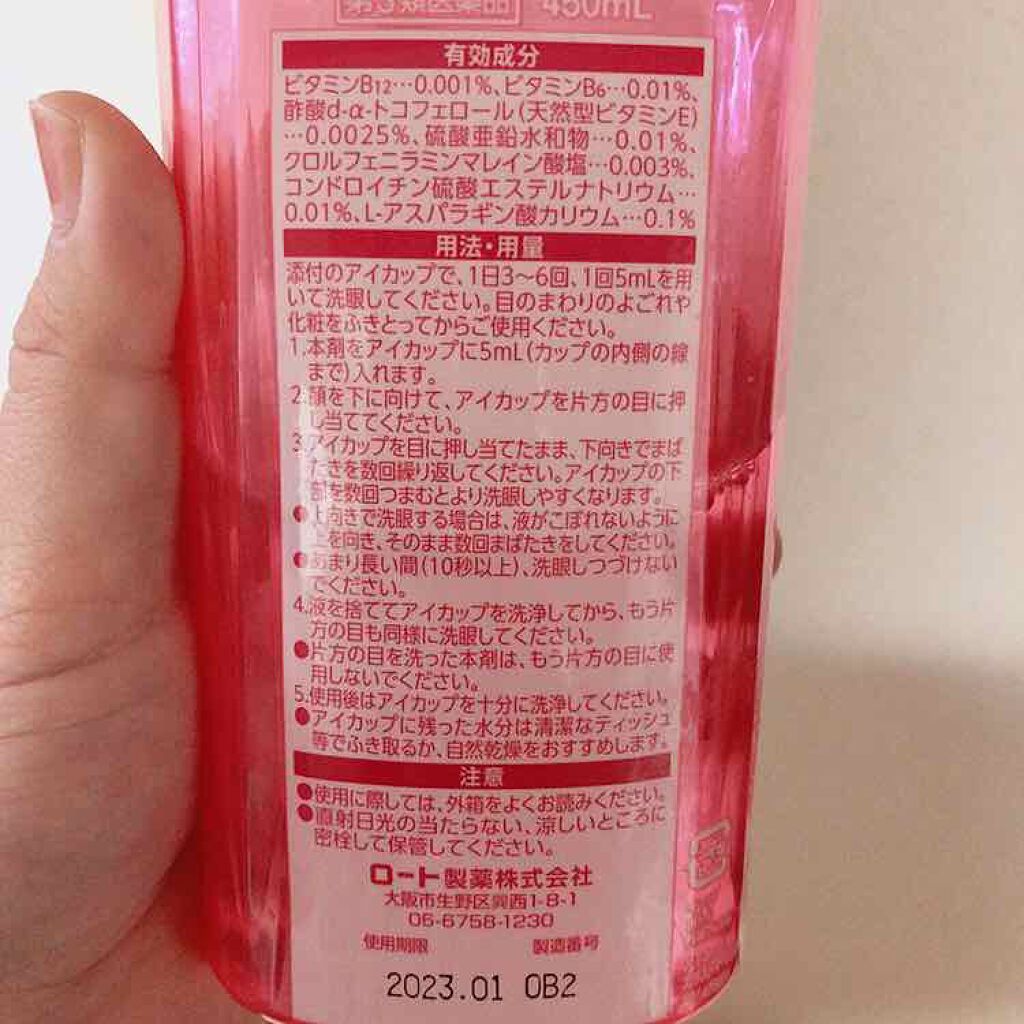 第3類医薬品 450mL
有効成分
ビタミンB12…0.001%、ビタミンB6…0.01%、
酢酸d-α-トコフェロール(天然型ビタミンE)
…0.0025%、硫酸亜鉛水和物…0.01%、
クロルフェニラミンマレイン酸塩…0.003%、
コンドロイチン硫酸エステルナトリウム…
0.01%、L-アスパラギン酸カリウム…0.1%
用法・用量
添付のアイカップで、1日3〜6回、1回5mLを用
いて洗眼してください。目のまわりのよごれや
化粧をふきとってからご使用ください。
1.本剤をアイカップに5mL(カップの内側の線
まで)入れます。
2.顔を下に向けて、アイカップを片方の目に押
し当ててください。
3.アイカップを目に押し当てたまま、下向きでまば
たきを数回繰り返してください。アイカップの下
部を数回つまむとより洗眼しやすくなります。
●上向きで洗眼する場合は、液がこぼれないように
上を向き、そのまま数回まばたきをしてください。
●あまり長い間(10秒以上)、洗眼しつづけない
でください。
4.液を捨ててアイカップを洗浄してから、もう片
方の目も同様に洗眼してください。
●片方の目を洗った本剤は、もう片方の目に使
用しないでください。
5.使用後はアイカップを十分に洗浄してください。
●アイカップに残った水分は清潔なティッシュ
等でふき取るか、自然乾燥をおすすめします。
注意
●使用に際しては、外箱をよくお読みください。
●直射日光の当たらない、涼しいところに
密栓して保管してください。
ロート製薬株式会社
大阪市生野区巽西1-8-1
06-6758-1230
使用期限 製造番号
2023.01 0B2